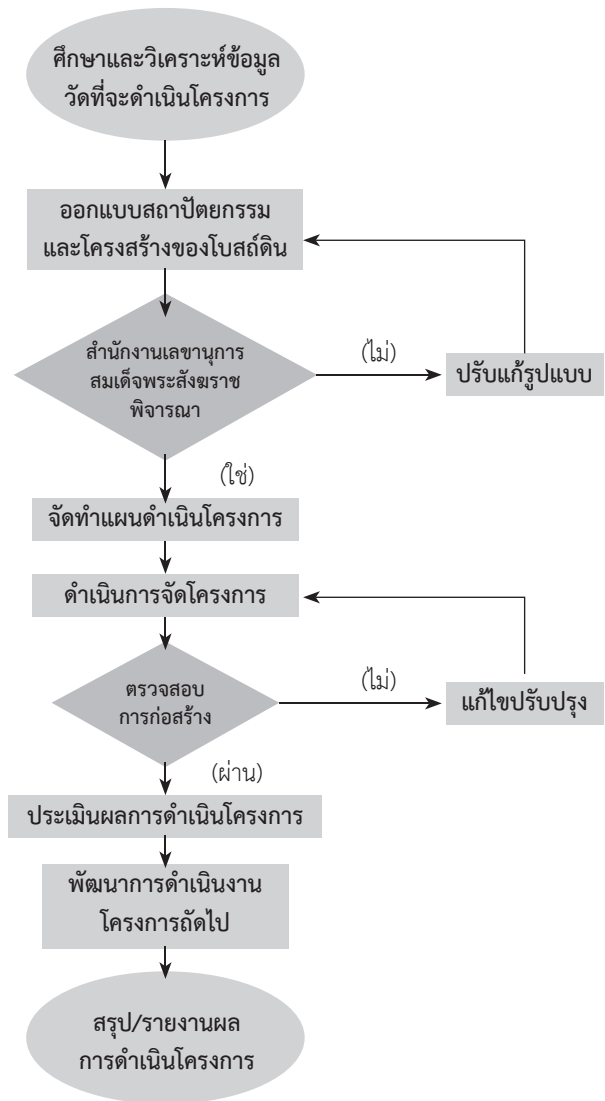 ศึกษาและวิเคราะห์ข้อมูล
วัดที่จะดำเนินโครงการ
ออกแบบสถาปัตยกรรม
และโครงสร้างของโบสถ์ดิน
สำนักงานเลขานุการ
สมเด็จพระสังฆราช
พิจารณา
(ไม่)
ปรับแก้รูปแบบ
(ใช่)
จัดทำแผนดำเนินโครงการ
ดำเนินการจัดโครงการ
ตรวจสอบ
การก่อสร้าง
(ไม่)
แก้ไขปรับปรุง
(ผ่าน)
ประเมินผลการดำเนินโครงการ
พัฒนาการดำเนินงาน
โครงการถัดไป
สรุป/รายงานผล
การดำเนินโครงการ